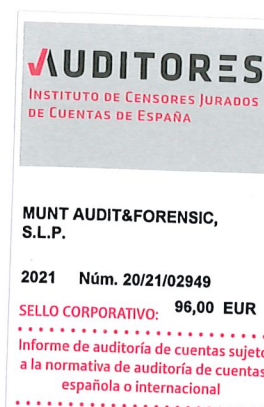 AUDITORES
INSTITUTO DE CENSORES JURADOS
DE CUENTAS DE ESPAÑA
MUNT AUDIT&FORENSIC,
S.L.P.
2021 Núm. 20/21/02949
SELLO CORPORATIVO: 96,00 EUR
Informe de auditoría de cuentas sujeto
a la normativa de auditoría de cuentas
española o internacional